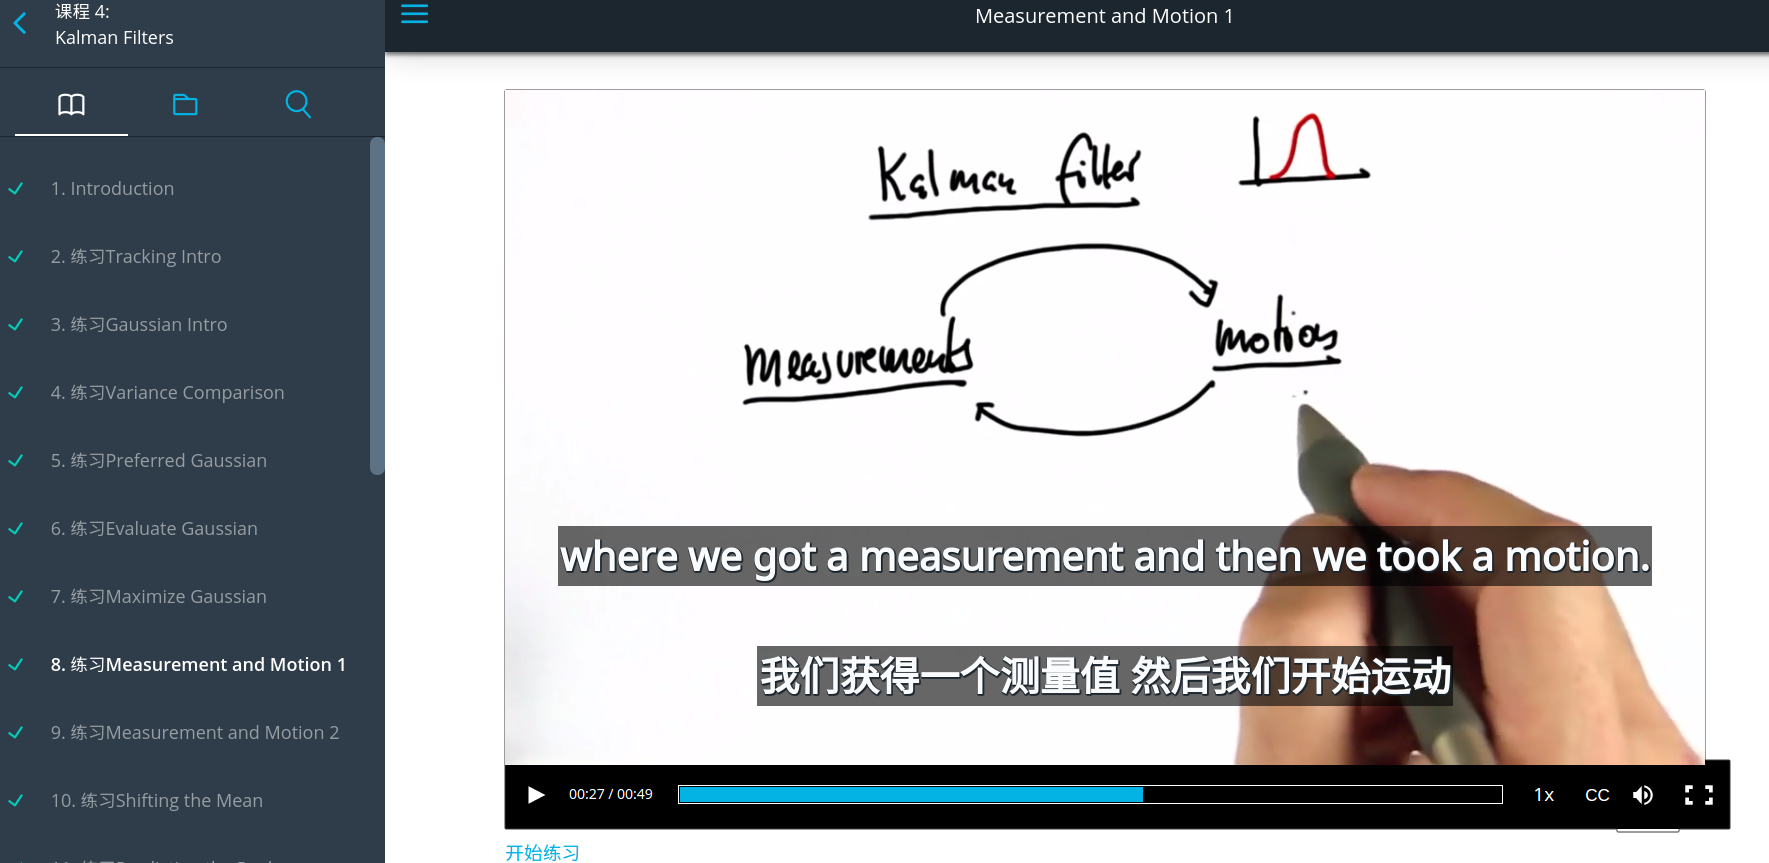 课程 4:
Kalman Filters
Measurement and Motion 1
1. Introduction
2. 练习Tracking Intro
3. 练习Gaussian Intro
4. 练习Variance Comparison
5. 练习Preferred Gaussian
6. 练习Evaluate Gaussian
7. 练习Maximize Gaussian
8. 练习Measurement and Motion 1
9. 练习Measurement and Motion 2
10. 练习Shifting the Mean
Kalman filter
measurements
motion
where we got a measurement and then we took a motion.
我们获得一个测量值 然后我们开始运动
00:27 / 00:49
1x
CC
开始练习